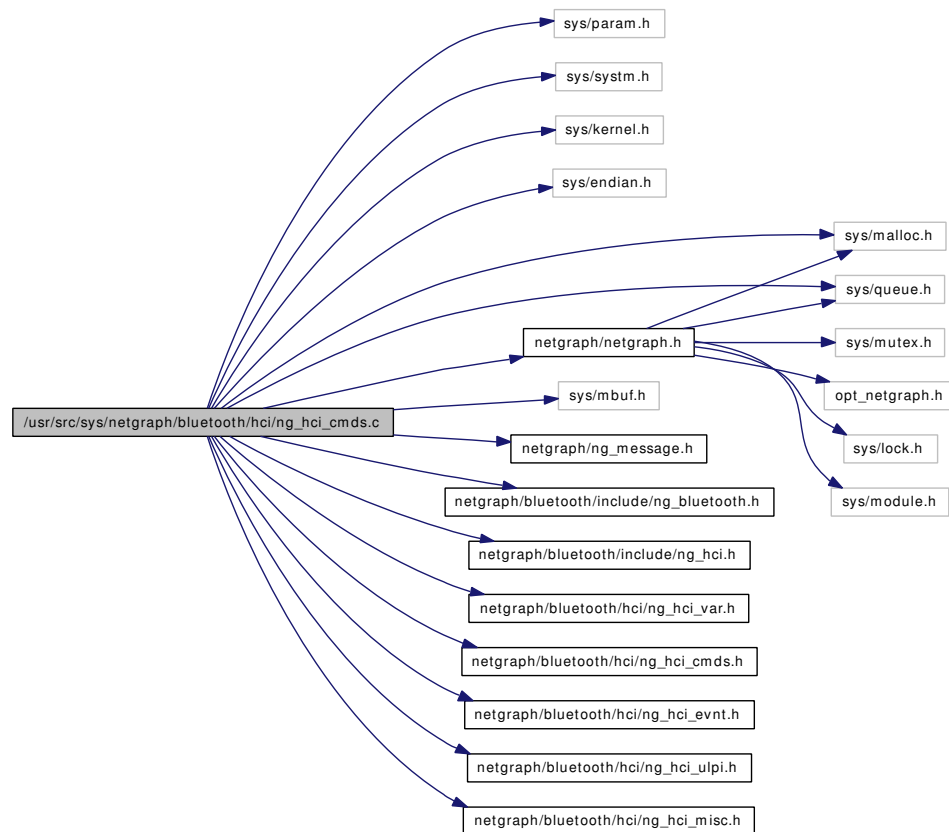 sys/param.h
sys/systm.h
sys/kernel.h
sys/endian.h
sys/malloc.h
sys/queue.h
netgraph/netgraph.h
sys/mutex.h
sys/mbuf.h
opt_netgraph.h
/usr/src/sys/netgraph/bluetooth/hci/ng_hci_cmds.c
netgraph/ng_message.h
sys/lock.h
netgraph/bluetooth/include/ng_bluetooth.h
sys/module.h
netgraph/bluetooth/include/ng_hci.h
netgraph/bluetooth/hci/ng_hci_var.h
netgraph/bluetooth/hci/ng_hci_cmds.h
netgraph/bluetooth/hci/ng_hci_evnt.h
netgraph/bluetooth/hci/ng_hci_ulpi.h
netgraph/bluetooth/hci/ng_hci_misc.h